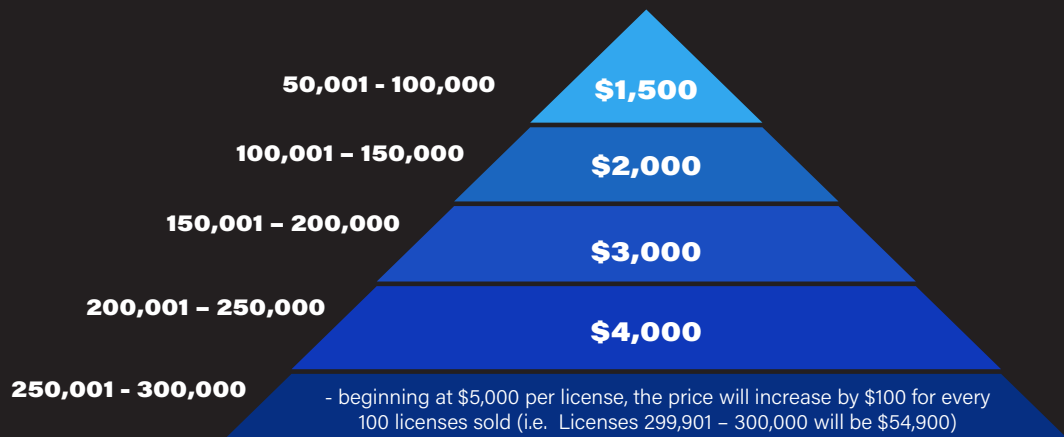 50,001 - 100,000
$1,500
100,001 – 150,000
$2,000
150,001 – 200,000
$3,000
200,001 – 250,000
$4,000
250,001 - 300,000
- beginning at $5,000 per license, the price will increase by $100 for every
100 licenses sold (i.e. Licenses 299,901 – 300,000 will be $54,900)